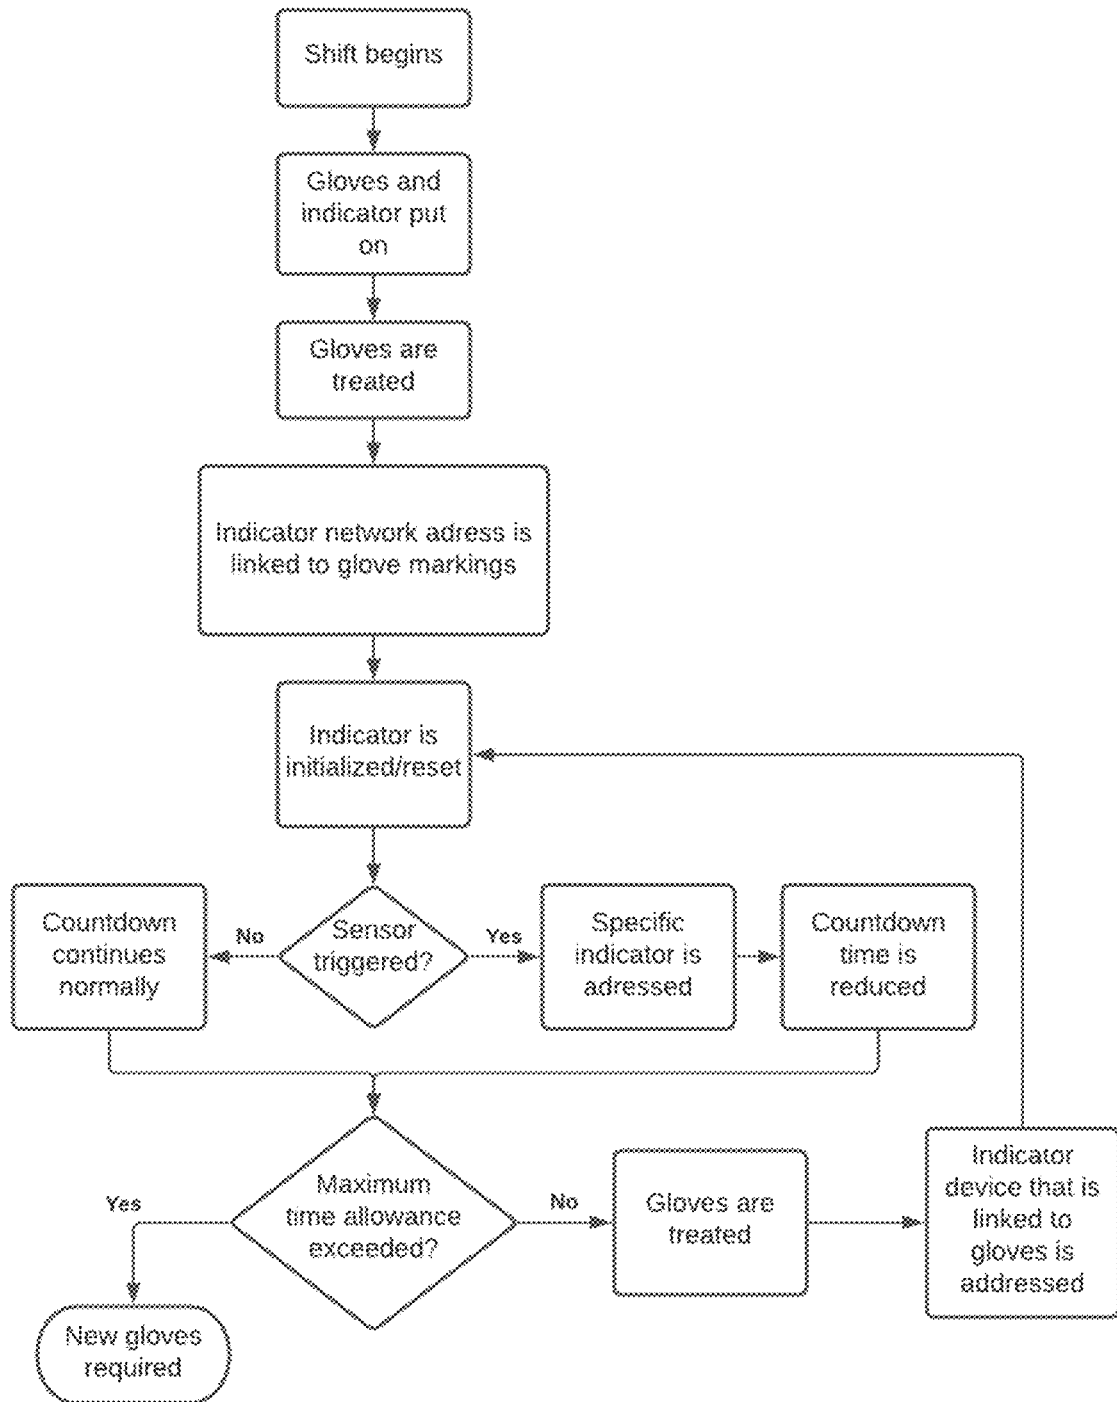 Shift begins
Gloves and
indicator put
on
Gloves are
treated
Indicator network adress is
linked to glove markings
Indicator is
initialized/reset
Countdown
continues
normally
No
Sensor
triggered?
Yes
Specific
indicator is
adressed
Countdown
time is
reduced
Yes
Maximum
time allowance
exceeded?
No
Gloves are
treated
Indicator
device that is
linked to
gloves is
addressed
New gloves
required